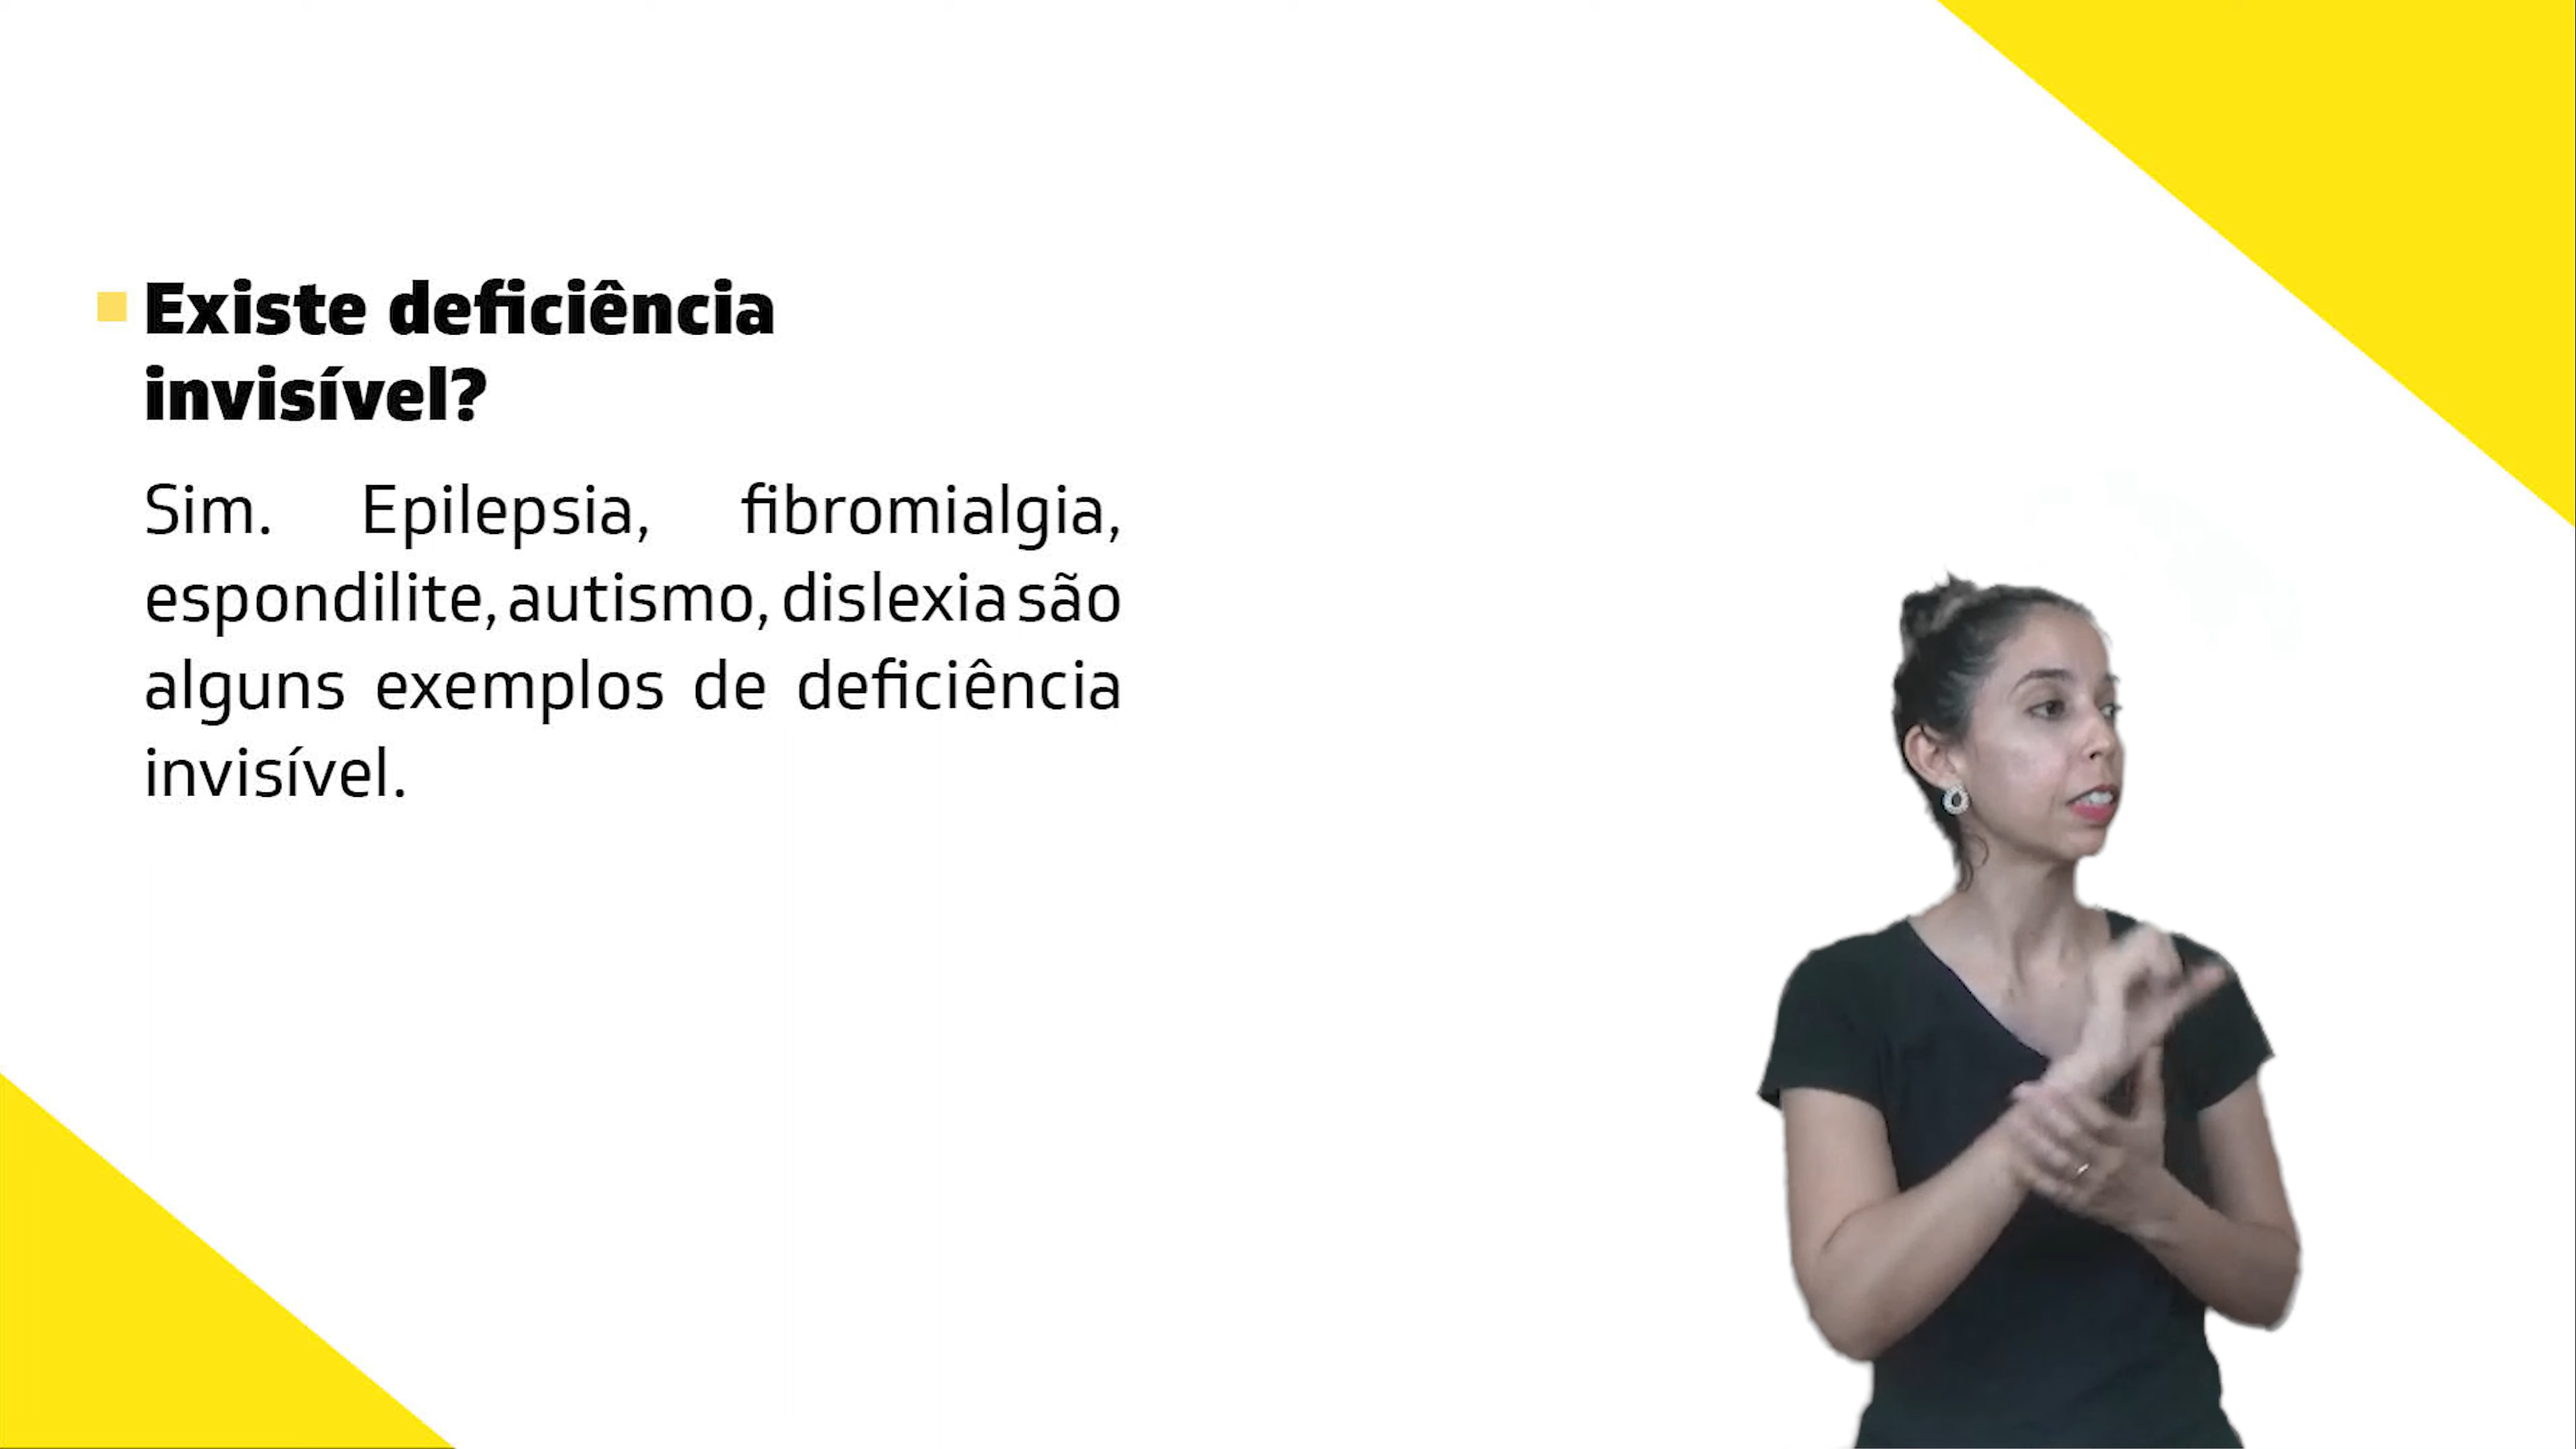 Existe deficiência
invisível?
Sim. Epilepsia, fibromialgia,
espondilite, autismo, dislexia são
alguns exemplos de deficiência
invisível.